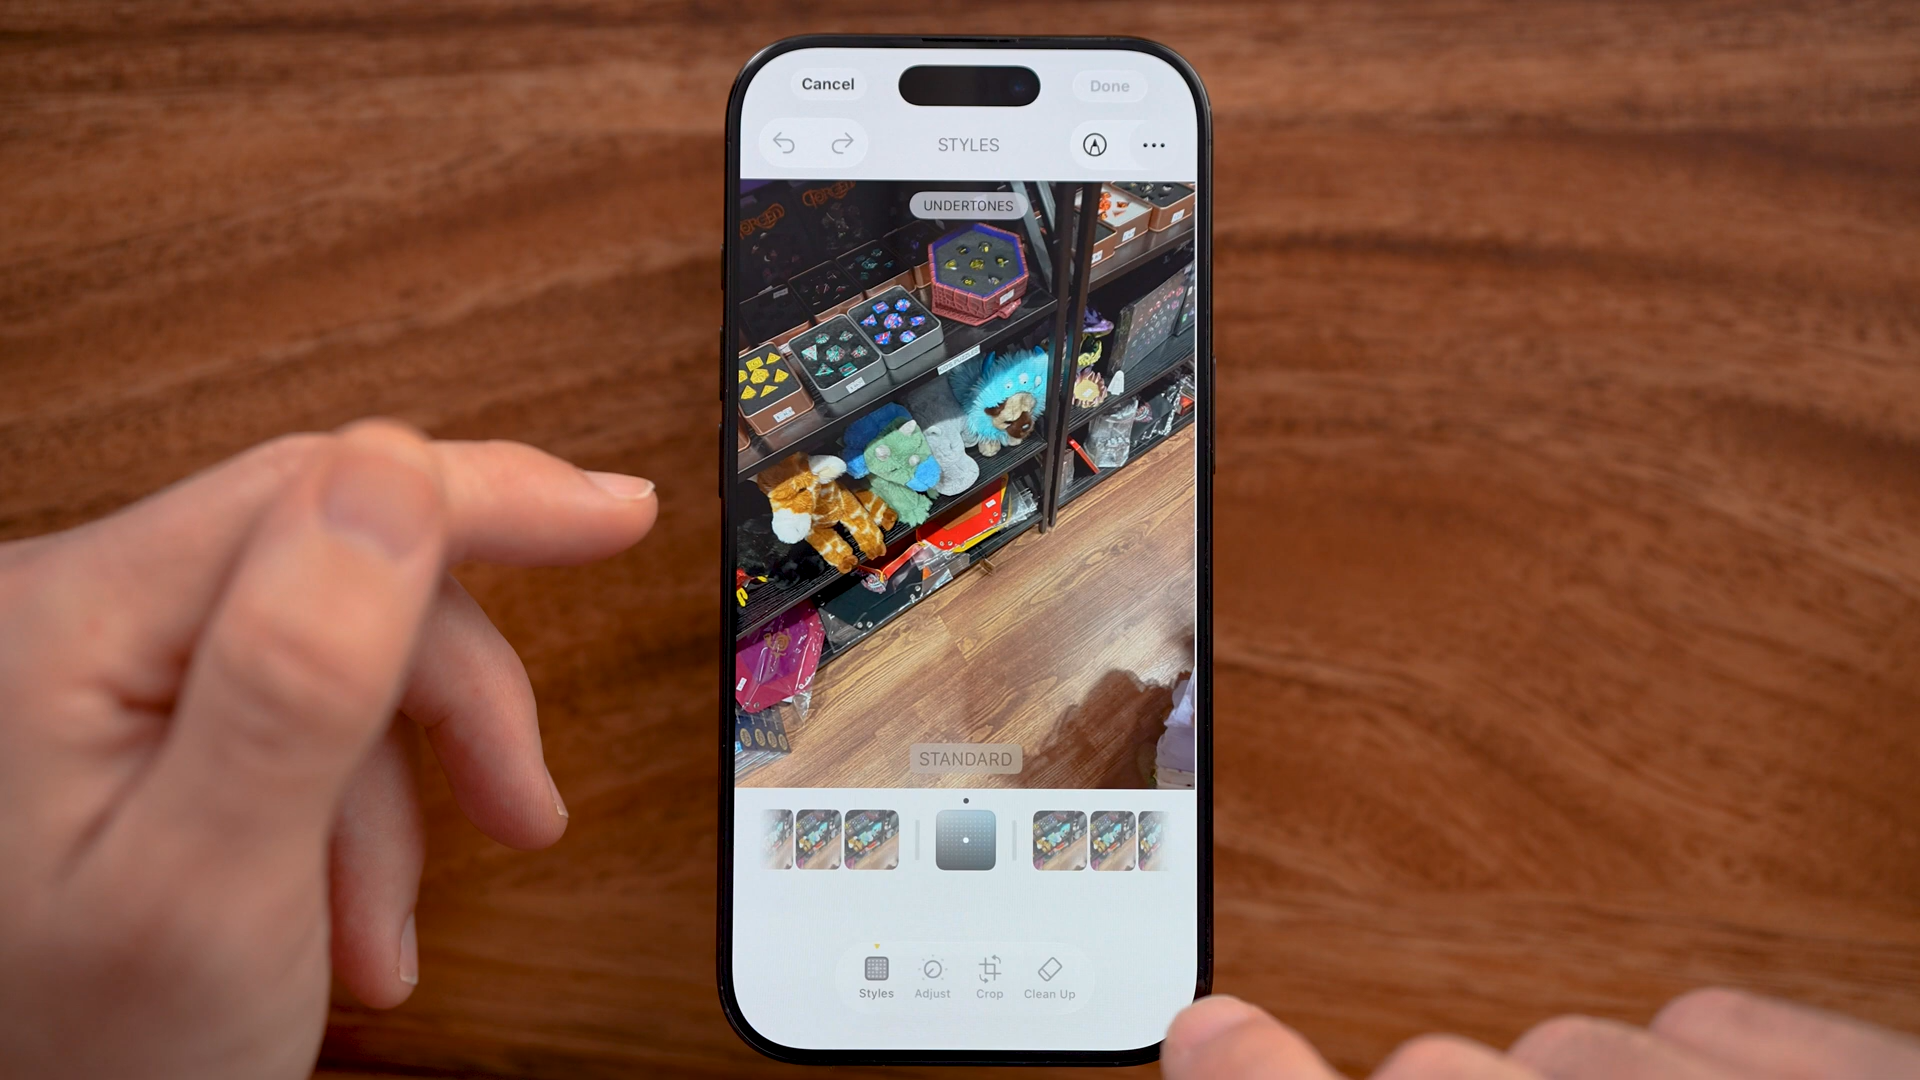 Cancel
Done
STYLES
UNDERTONES
STANDARD
Styles
Adjust
Crop
Clean Up